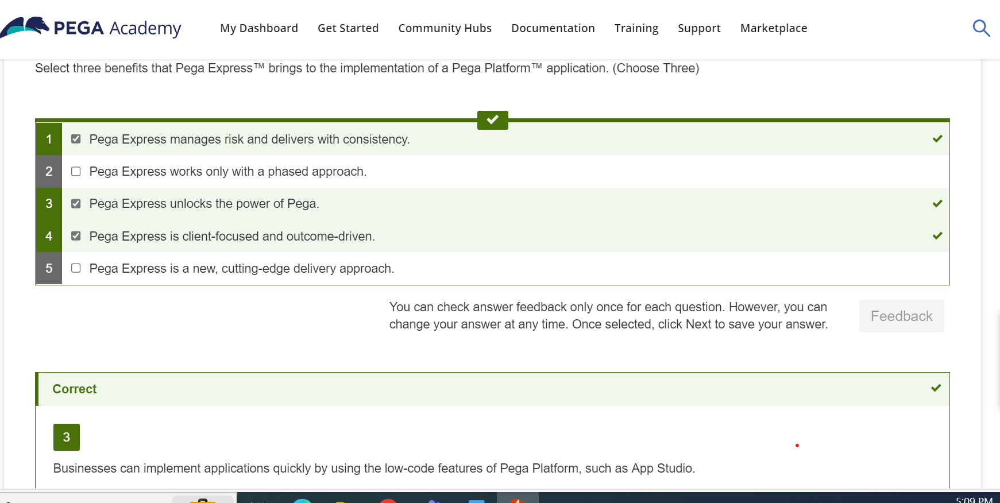 PEGA Academy
My Dashboard Get Started Community Hubs Documentation Training Support Marketplace
Select three benefits that Pega Express™ brings to the implementation of a Pega Platform™ application. (Choose Three)
1 Pega Express manages risk and delivers with consistency.
2 Pega Express works only with a phased approach.
3 Pega Express unlocks the power of Pega.
4 Pega Express is client-focused and outcome-driven.
5 Pega Express is a new, cutting-edge delivery approach.
You can check answer feedback only once for each question. However, you can
change your answer at any time. Once selected, click Next to save your answer.
Feedback
Correct
3
Businesses can implement applications quickly by using the low-code features of Pega Platform, such as App Studio.
5:09 PM